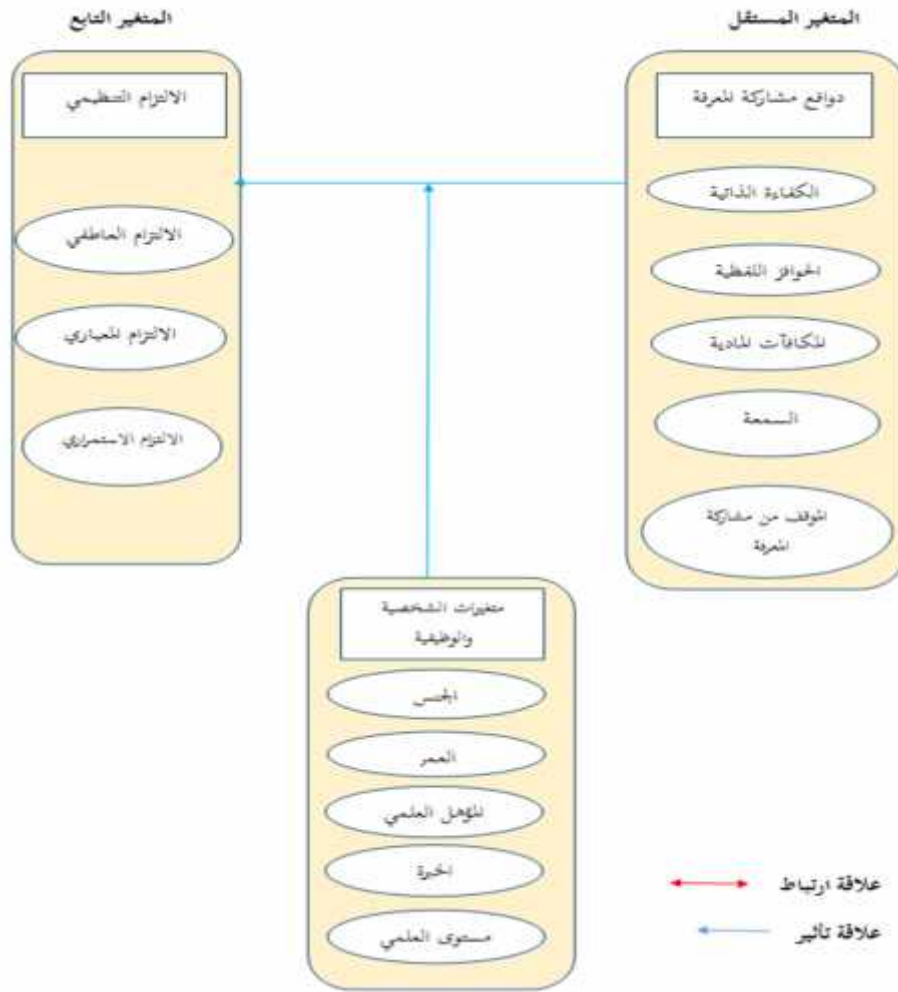 المتغير المستقل
المتغير التابع
دوافع مشاركة المعرفة
الكفاءة الذاتية
الحوافز اللفظية
المكافآت المادية
السمعة
الموقف من مشاركة
المعرفة
الالتزام التنظيمي
الالتزام العاطفي
الالتزام المعياري
الالتزام الاستمراري
متغيرات الشخصية
والوظيفية
الجنس
العمر
المؤهل العلمي
الخبرة
مستوى العلمي
علاقة ارتباط
علاقة تأثير